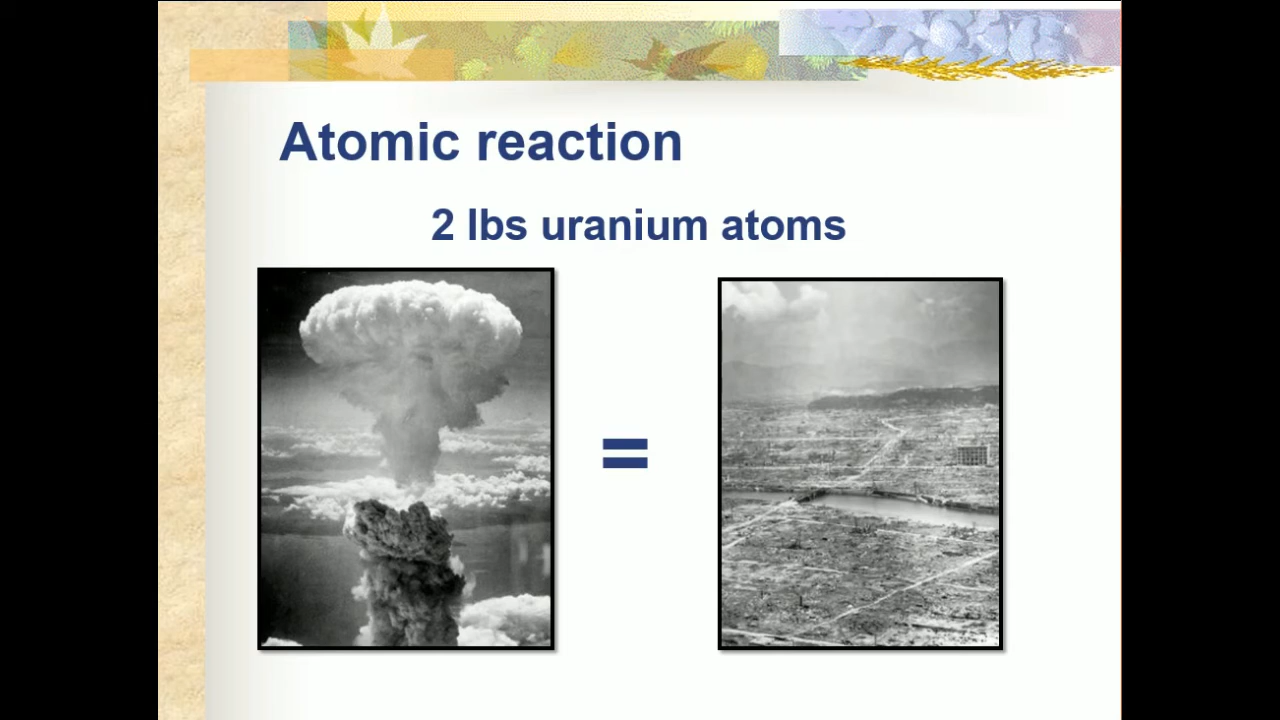 Atomic reaction
2 lbs uranium atoms
=